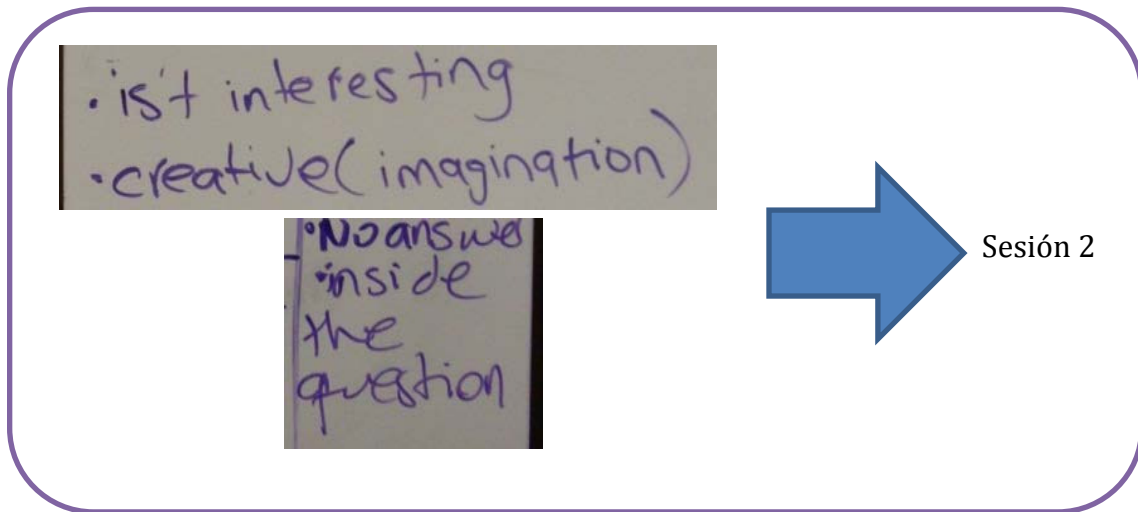 • is't interesting
• creative (imagination)
• No answer
• inside
the
question
Sesión 2